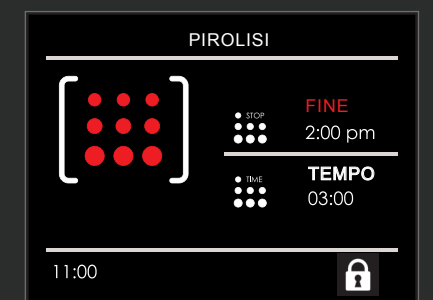 PIROLISI
STOP
FINE
2:00 pm
TIME
TEMPO
03:00
11:00